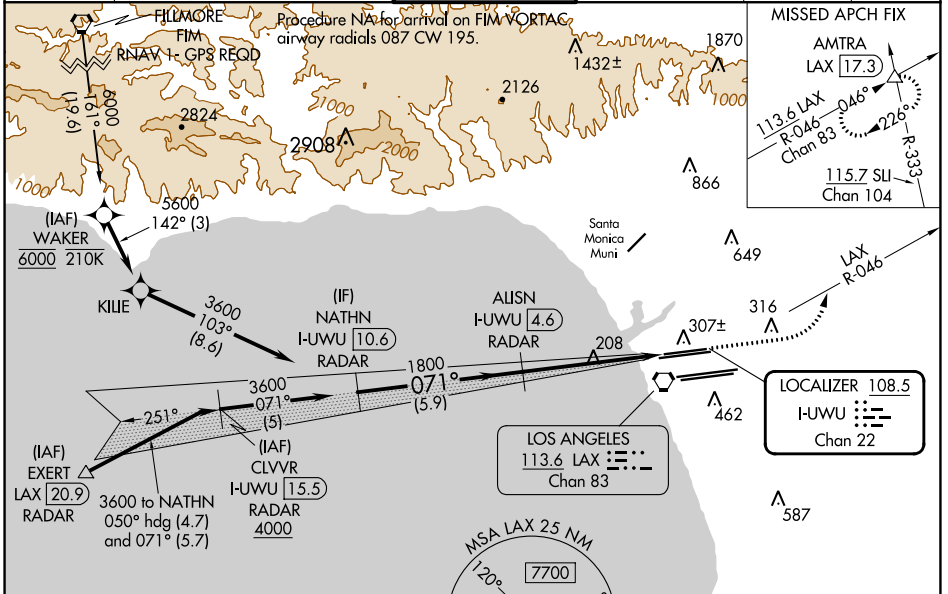 FILLMORE
FIM
RNAV 1- GPS REQD
Procedure NA for arrival on FIM VORTAC
airway radials 087 CW 195.
MISSED APCH FIX
AMTRA
LAX 17.3
113.6 LAX
R-046
Chan 83
046°
226°
R-333
115.7 SLI
Chan 104
6000
161°
(19.6)
1000
2824
2908
1000
2000
2126
1432±
1870
1000
1000
866
649
(IAF)
WAKER
6000 210K
5600
142° (3)
KILIE
3600
103°
(8.6)
Santa
Monica
Muni
LAX
R-046
(IF)
NATHN
I-UWU 10.6
RADAR
ALISN
I-UWU 4.6
RADAR
208
307±
316
1800
071°
(5.9)
3600
071°
(5)
251°
(IAF)
EXERT
LAX 20.9
RADAR
3600 to NATHN
050° hdg (4.7)
and 071° (5.7)
(IAF)
CLVVR
I-UWU 15.5
RADAR
4000
LOS ANGELES
113.6 LAX
Chan 83
462
LOCALIZER 108.5
I-UWU
Chan 22
587
MSA LAX 25 NM
120°
7700